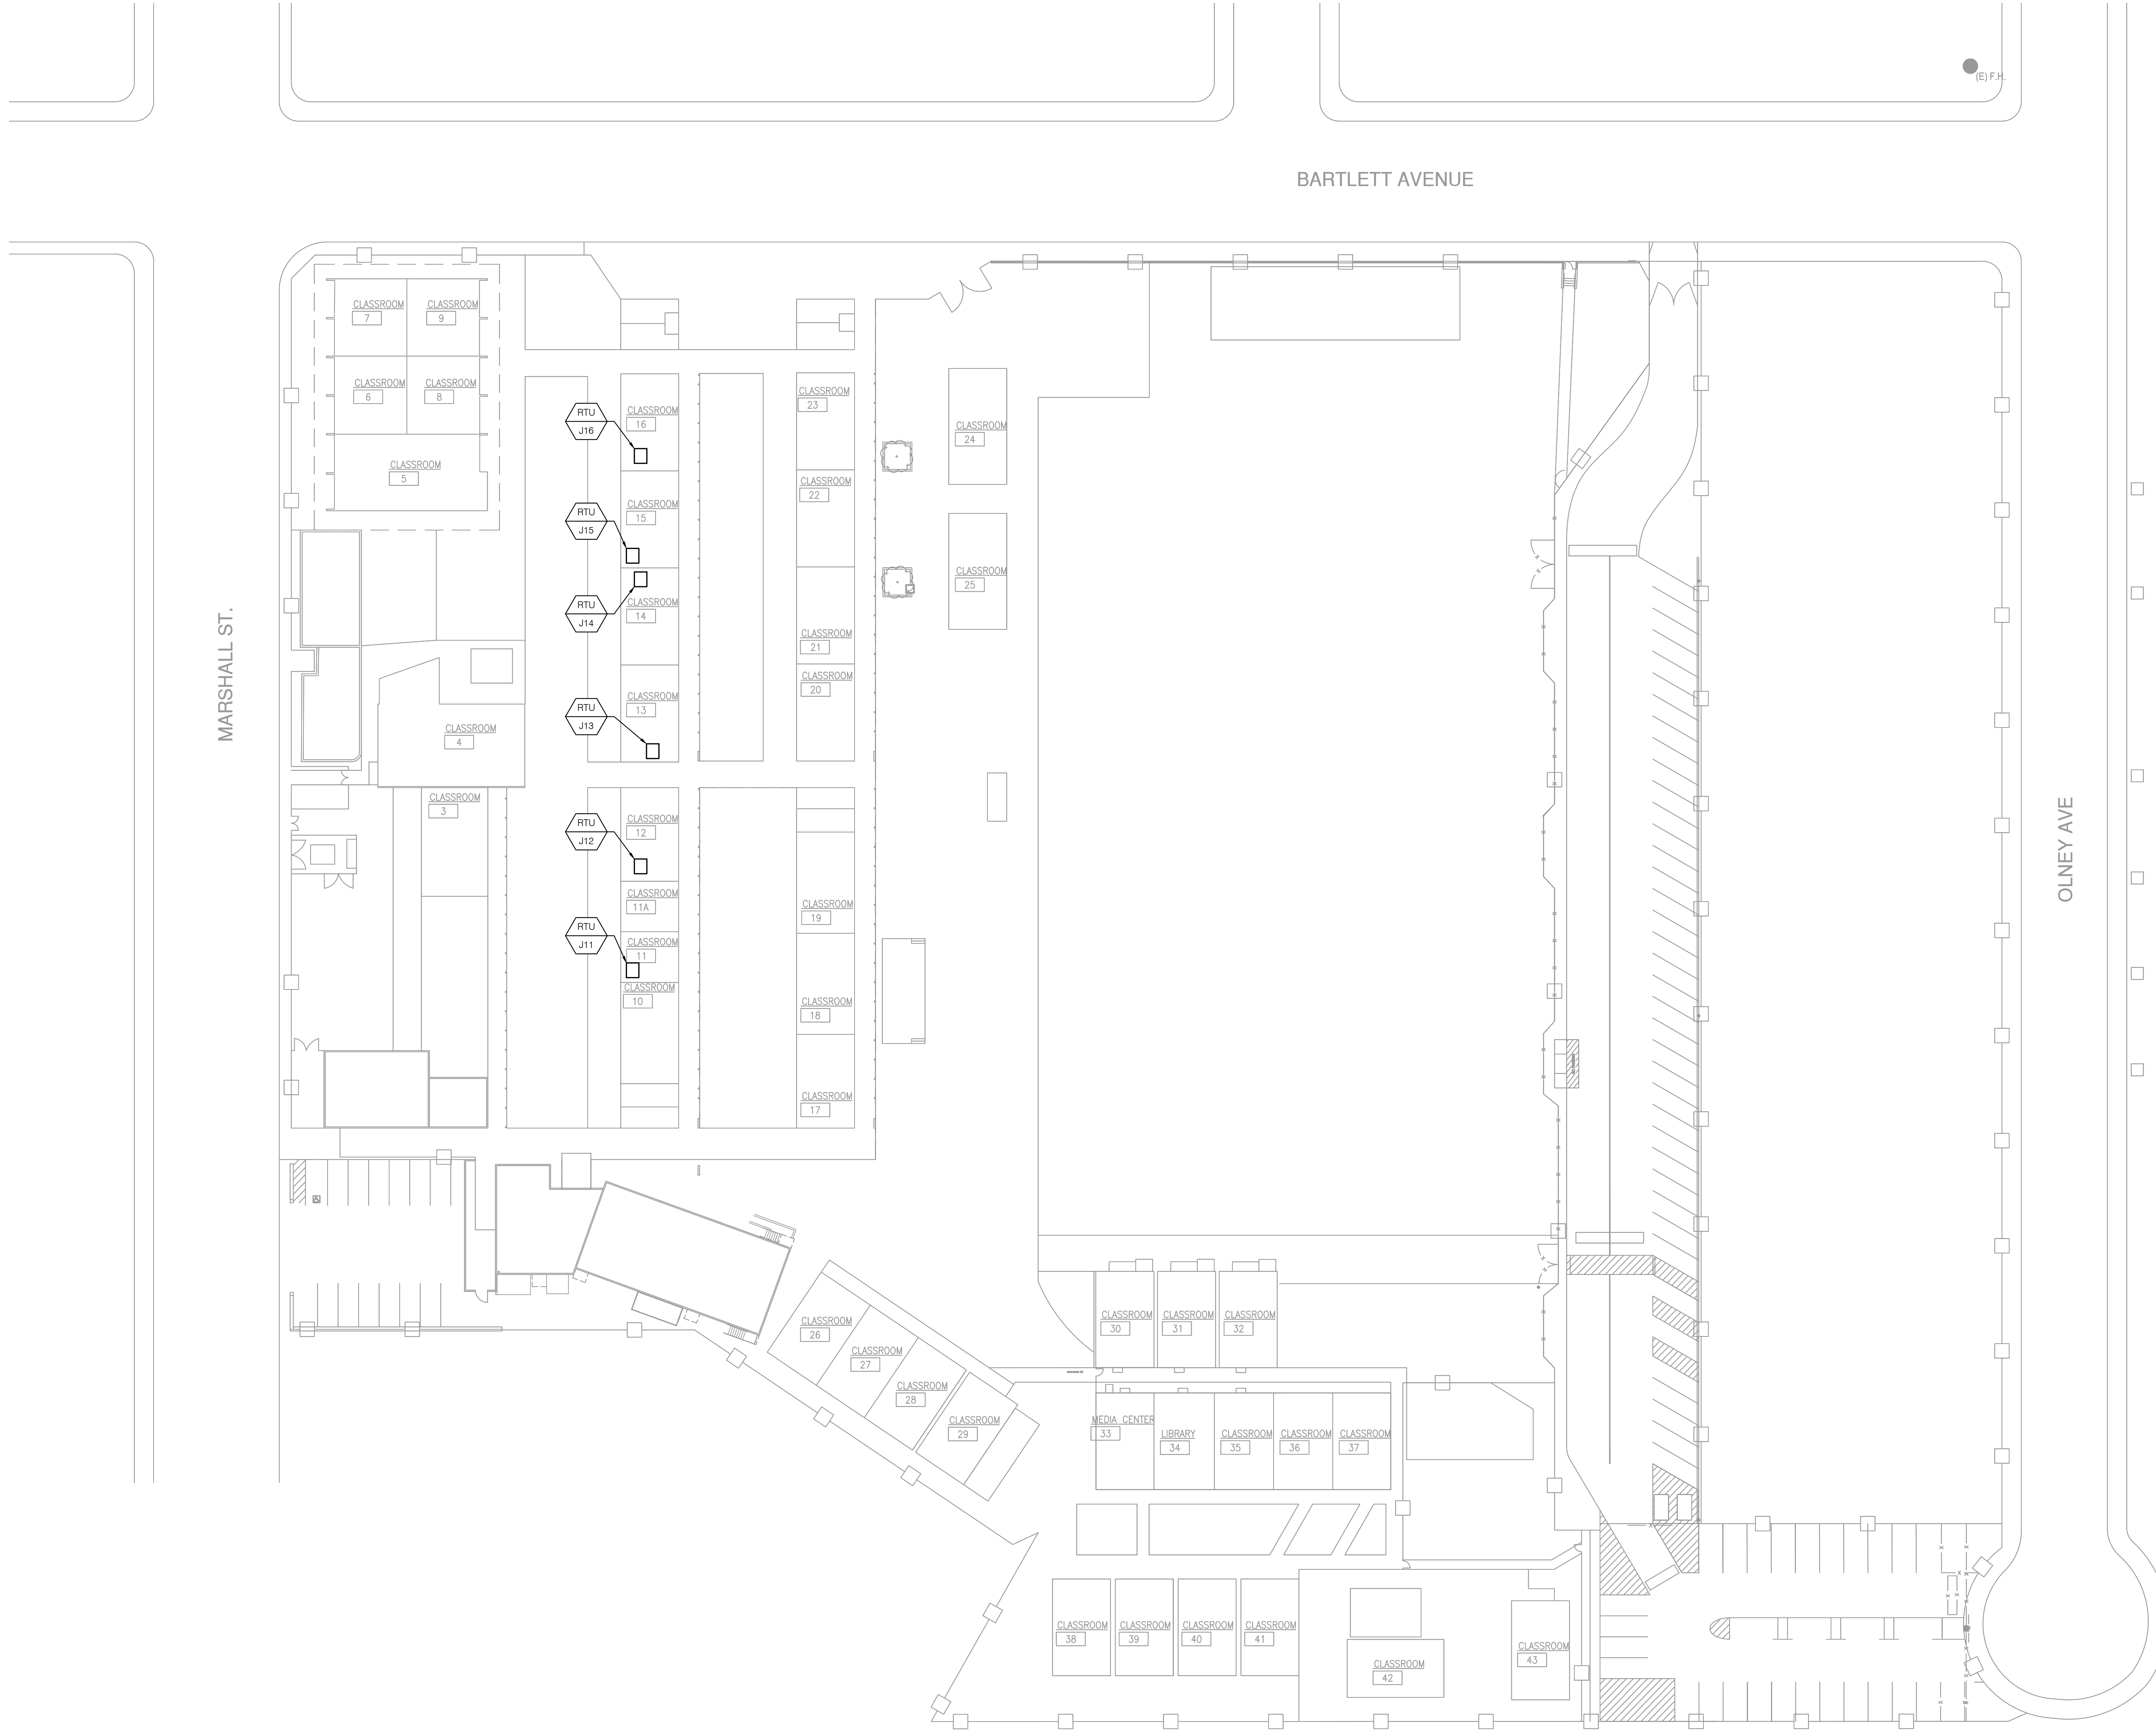 (E) F.H.
BARTLETT AVENUE
MARSHALL ST.
OLNEY AVE
CLASSROOM
7
CLASSROOM
9
CLASSROOM
6
CLASSROOM
8
CLASSROOM
5
CLASSROOM
4
CLASSROOM
3
RTU
J16
CLASSROOM
16
RTU
J15
CLASSROOM
15
RTU
J14
CLASSROOM
14
RTU
J13
CLASSROOM
13
RTU
J12
CLASSROOM
12
CLASSROOM
11A
RTU
J11
CLASSROOM
11
CLASSROOM
10
CLASSROOM
23
CLASSROOM
22
CLASSROOM
21
CLASSROOM
20
CLASSROOM
19
CLASSROOM
18
CLASSROOM
17
CLASSROOM
24
CLASSROOM
25
CLASSROOM
26
CLASSROOM
27
CLASSROOM
28
CLASSROOM
29
CLASSROOM
30
CLASSROOM
31
CLASSROOM
32
MEDIA CENTER
33
LIBRARY
34
CLASSROOM
35
CLASSROOM
36
CLASSROOM
37
CLASSROOM
38
CLASSROOM
39
CLASSROOM
40
CLASSROOM
41
CLASSROOM
42
CLASSROOM
43